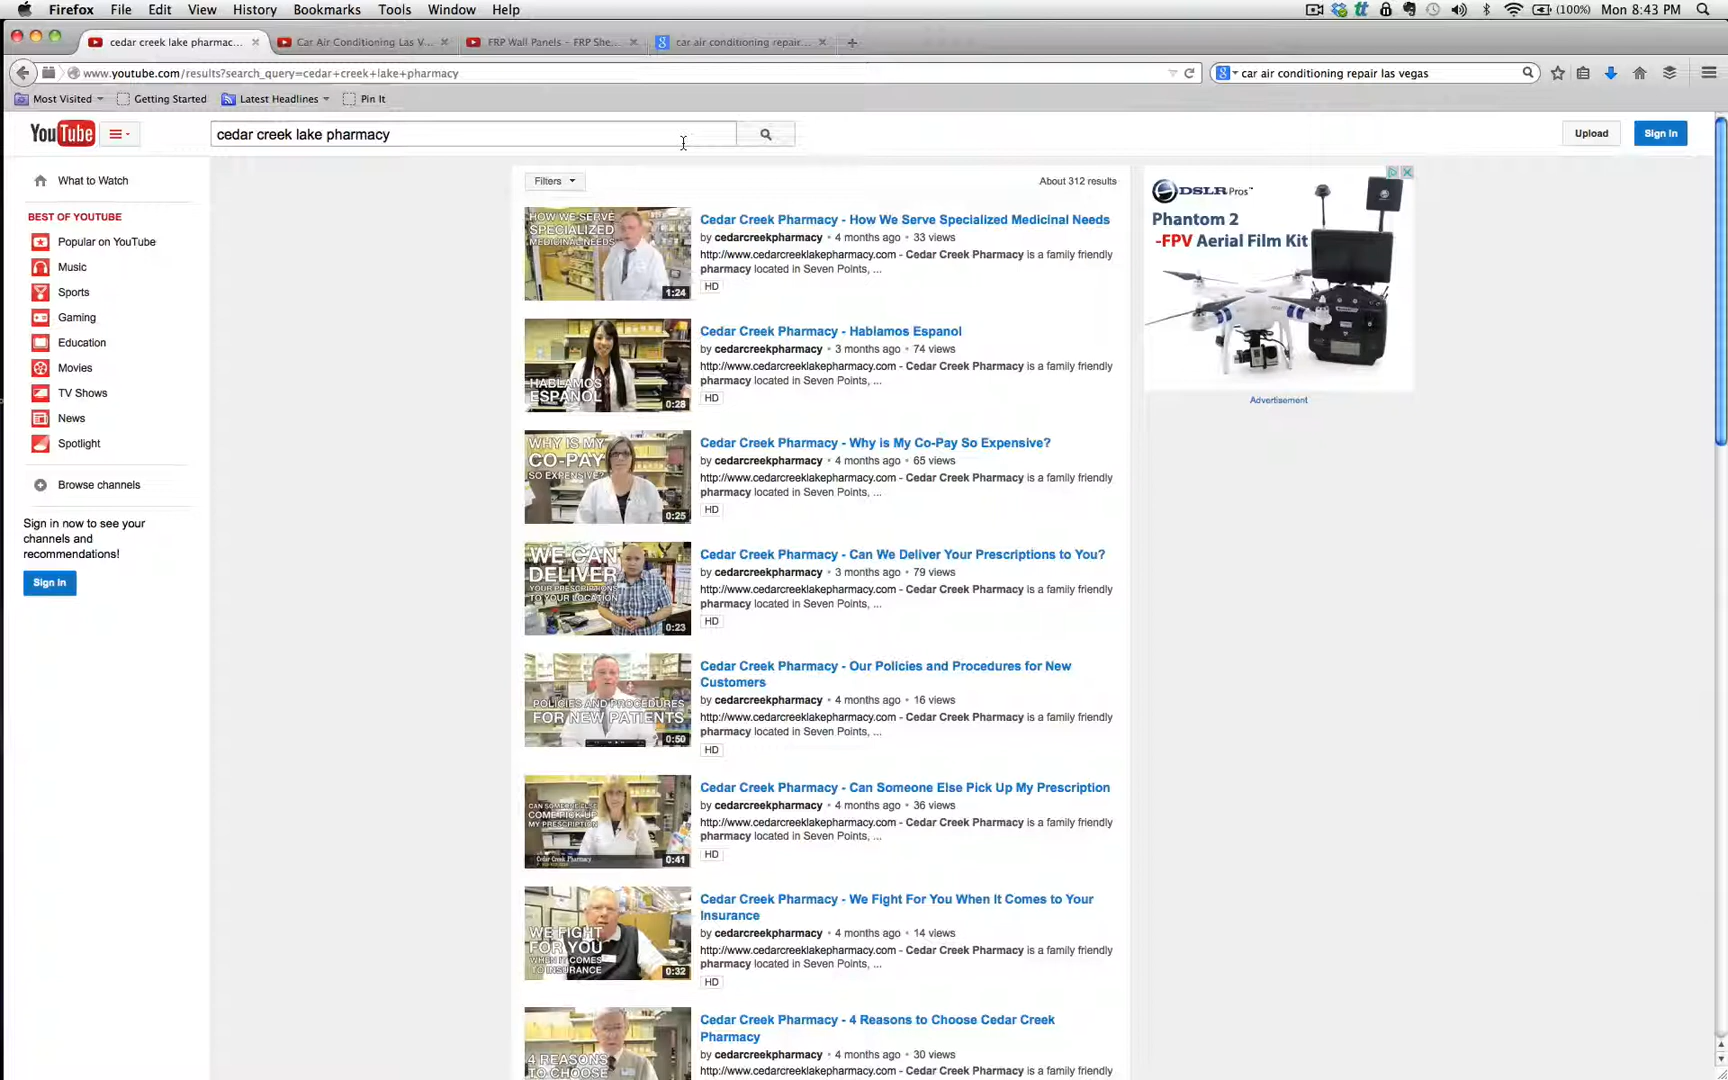 Firefox File Edit View History Bookmarks Tools Window Help
(100%) Mon 8:43 PM
cedar creek lake pharmac...
Car Air Conditioning Las V...
FRP Wall Panels - FRP She...
car air conditioning repair...
www.youtube.com/results?search_query=cedar+creek+lake+pharmacy
car air conditioning repair las vegas
Most Visited
Getting Started
Latest Headlines
Pin It
YouTube
cedar creek lake pharmacy
Upload
Sign In
What to Watch
BEST OF YOUTUBE
Popular on YouTube
Music
Sports
Gaming
Education
Movies
TV Shows
News
Spotlight
Browse channels
Sign in now to see your
channels and
recommendations!
Sign In
Filters
About 312 results
HOW WE SERVE
SPECIALIZED
MEDICINAL NEEDS
1:24
Cedar Creek Pharmacy - How We Serve Specialized Medicinal Needs
by cedarcreekpharmacy • 4 months ago • 33 views
http://www.cedarcreeklakepharmacy.com - Cedar Creek Pharmacy is a family friendly
pharmacy located in Seven Points, ...
HD
HABLAMOS
ESPANOL
0:28
Cedar Creek Pharmacy - Hablamos Espanol
by cedarcreekpharmacy • 3 months ago • 74 views
http://www.cedarcreeklakepharmacy.com - Cedar Creek Pharmacy is a family friendly
pharmacy located in Seven Points, ...
HD
WHY IS MY
CO-PAY
SO EXPENSIVE?
0:25
Cedar Creek Pharmacy - Why is My Co-Pay So Expensive?
by cedarcreekpharmacy • 4 months ago • 65 views
http://www.cedarcreeklakepharmacy.com - Cedar Creek Pharmacy is a family friendly
pharmacy located in Seven Points, ...
HD
WE CAN
DELIVER
YOUR PRESCRIPTIONS
TO YOUR LOCATION
0:23
Cedar Creek Pharmacy - Can We Deliver Your Prescriptions to You?
by cedarcreekpharmacy • 3 months ago • 79 views
http://www.cedarcreeklakepharmacy.com - Cedar Creek Pharmacy is a family friendly
pharmacy located in Seven Points, ...
HD
POLICIES AND PROCEDURES
FOR NEW PATIENTS
0:50
Cedar Creek Pharmacy - Our Policies and Procedures for New
Customers
by cedarcreekpharmacy • 4 months ago • 16 views
http://www.cedarcreeklakepharmacy.com - Cedar Creek Pharmacy is a family friendly
pharmacy located in Seven Points, ...
HD
CAN SOMEONE ELSE
COME PICK UP
MY PRESCRIPTION
Cedar Creek Pharmacy
0:41
Cedar Creek Pharmacy - Can Someone Else Pick Up My Prescription
by cedarcreekpharmacy • 4 months ago • 36 views
http://www.cedarcreeklakepharmacy.com - Cedar Creek Pharmacy is a family friendly
pharmacy located in Seven Points, ...
HD
WE FIGHT
FOR YOU
WHEN IT COMES
TO INSURANCE
0:32
Cedar Creek Pharmacy - We Fight For You When It Comes to Your
Insurance
by cedarcreekpharmacy • 4 months ago • 14 views
http://www.cedarcreeklakepharmacy.com - Cedar Creek Pharmacy is a family friendly
pharmacy located in Seven Points, ...
HD
4 REASONS
TO CHOOSE
Cedar Creek Pharmacy - 4 Reasons to Choose Cedar Creek
Pharmacy
by cedarcreekpharmacy • 4 months ago • 30 views
http://www.cedarcreeklakepharmacy.com - Cedar Creek Pharmacy is a family friendly
DSLR Pros™
Phantom 2
-FPV Aerial Film Kit
Advertisement